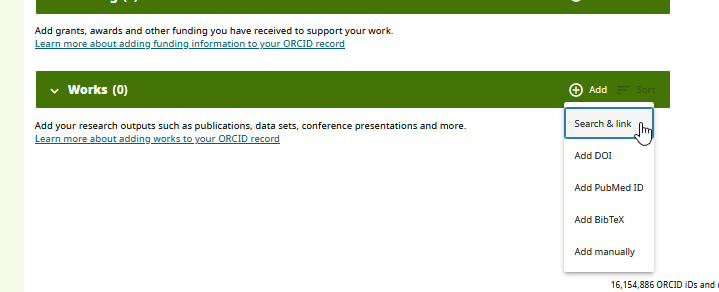 Add grants, awards and other funding you have received to support your work.
Learn more about adding funding information to your ORCID record
Works (0)
Add
Sort
Add your research outputs such as publications, data sets, conference presentations and more.
Learn more about adding works to your ORCID record
Search & link
Add DOI
Add PubMed ID
Add BibTeX
Add manually
16,154,886 ORCID iDs and